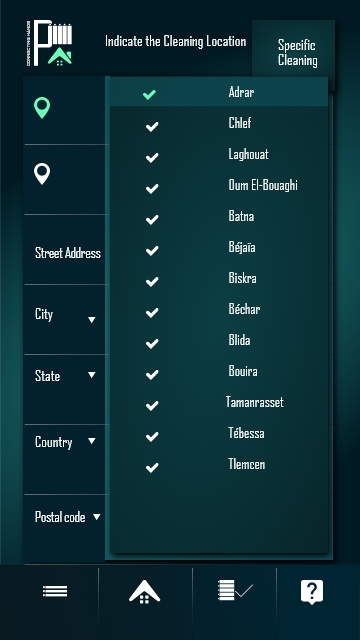 Indicate the Cleaning Location
Specific
Cleaning
Adrar
Chlef
Laghouat
Oum El-Bouaghi
Batna
Béjaïa
Biskra
Béchar
Blida
Bouira
Tamanrasset
Tébessa
Tlemcen
Street Address
City
State
Country
Postal code